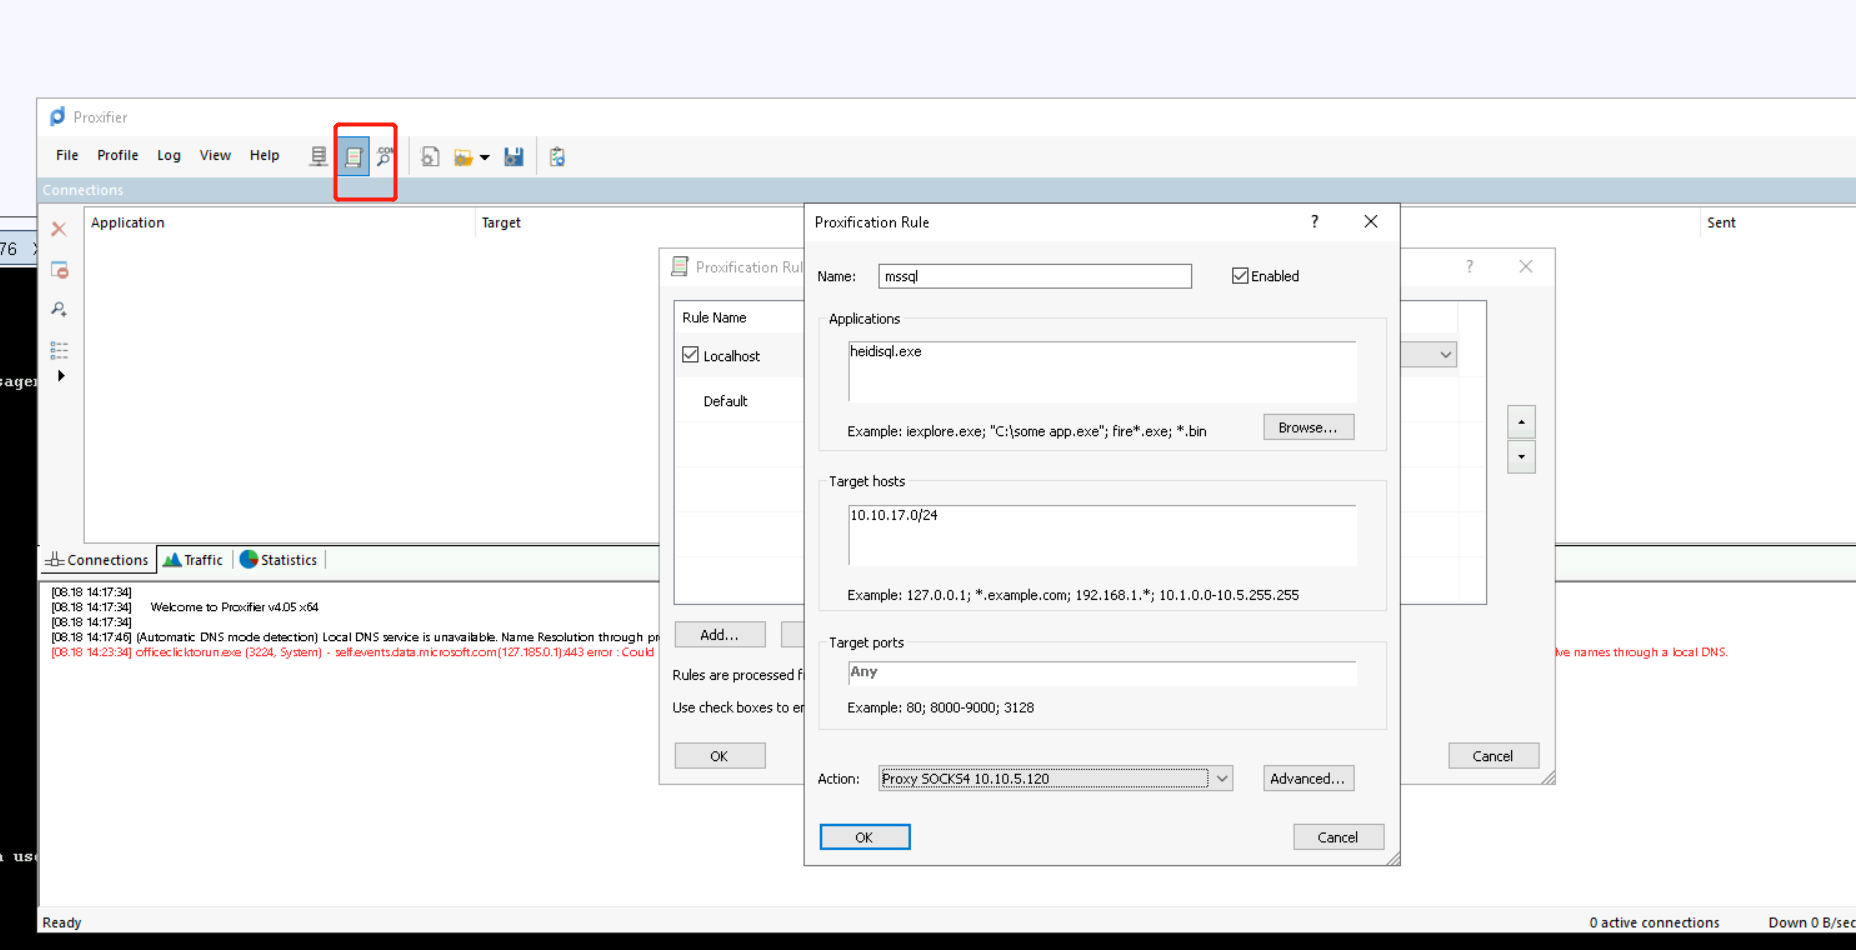 Proxifier
File Profile Log View Help
.COM
Connections
76
Application
Target
Sent
Proxification Rule
Name: mssql
Enabled
Applications
heidisql.exe
Example: iexplore.exe; "C:\some app.exe"; fire*.exe; *.bin
Browse...
Target hosts
10.10.17.0/24
Example: 127.0.0.1; *.example.com; 192.168.1.*; 10.1.0.0-10.5.255.255
Target ports
Any
Example: 80; 8000-9000; 3128
Action: Proxy SOCKS4 10.10.5.120
Advanced...
OK
Cancel
Proxification Rul
Rule Name
Localhost
Default
Add...
Rules are processed f
Use check boxes to er
OK
Cancel
Connections
Traffic
Statistics
[08.18 14:17:34]
[08.18 14:17:34] Welcome to Proxifier v4.05 x64
[08.18 14:17:34]
[08.18 14:17:46] (Automatic DNS mode detection) Local DNS service is unavailable. Name Resolution through pr
[08.18 14:23:34] officeclicktorun.exe (3224, System) - self.events.data.microsoft.com(127.185.0.1):443 error : Could
lve names through a local DNS.
sager
n use
Ready
0 active connections
Down 0 B/sec